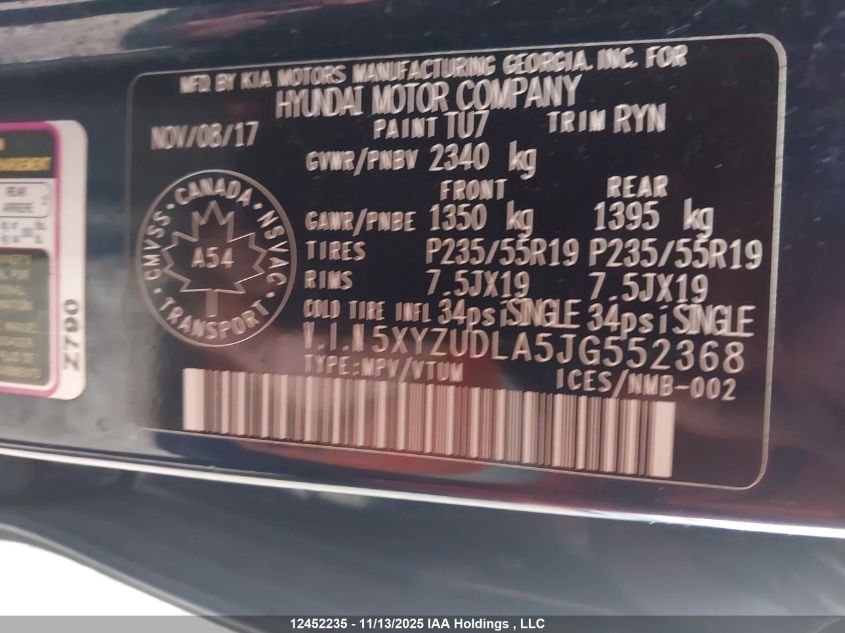 MFD BY KIA MOTORS MANUFACTURING GEORGIA. INC. FOR
HYUNDAI MOTOR COMPANY
NOV/08/17 PAINT TU7 TRIM RYN
GVWR/PNBV 2340 kg
FRONT REAR
GAWR/PNBE 1350 kg 1395 kg
TIRES P235/55R19 P235/55R19
RIMS 7.5JX19 7.5JX19
COLD TIRE INFL 34psiSINGLE 34psiSINGLE
V.I.N 5XYZUDLA5JG552368
TYPE:MPV/VTUM ICES/NMB-002
CMVSS · CANADA · NSVAC
A54
TRANSPORT
REAR
ARRIERE
Z700
12452235 - 11/13/2025 IAA Holdings , LLC